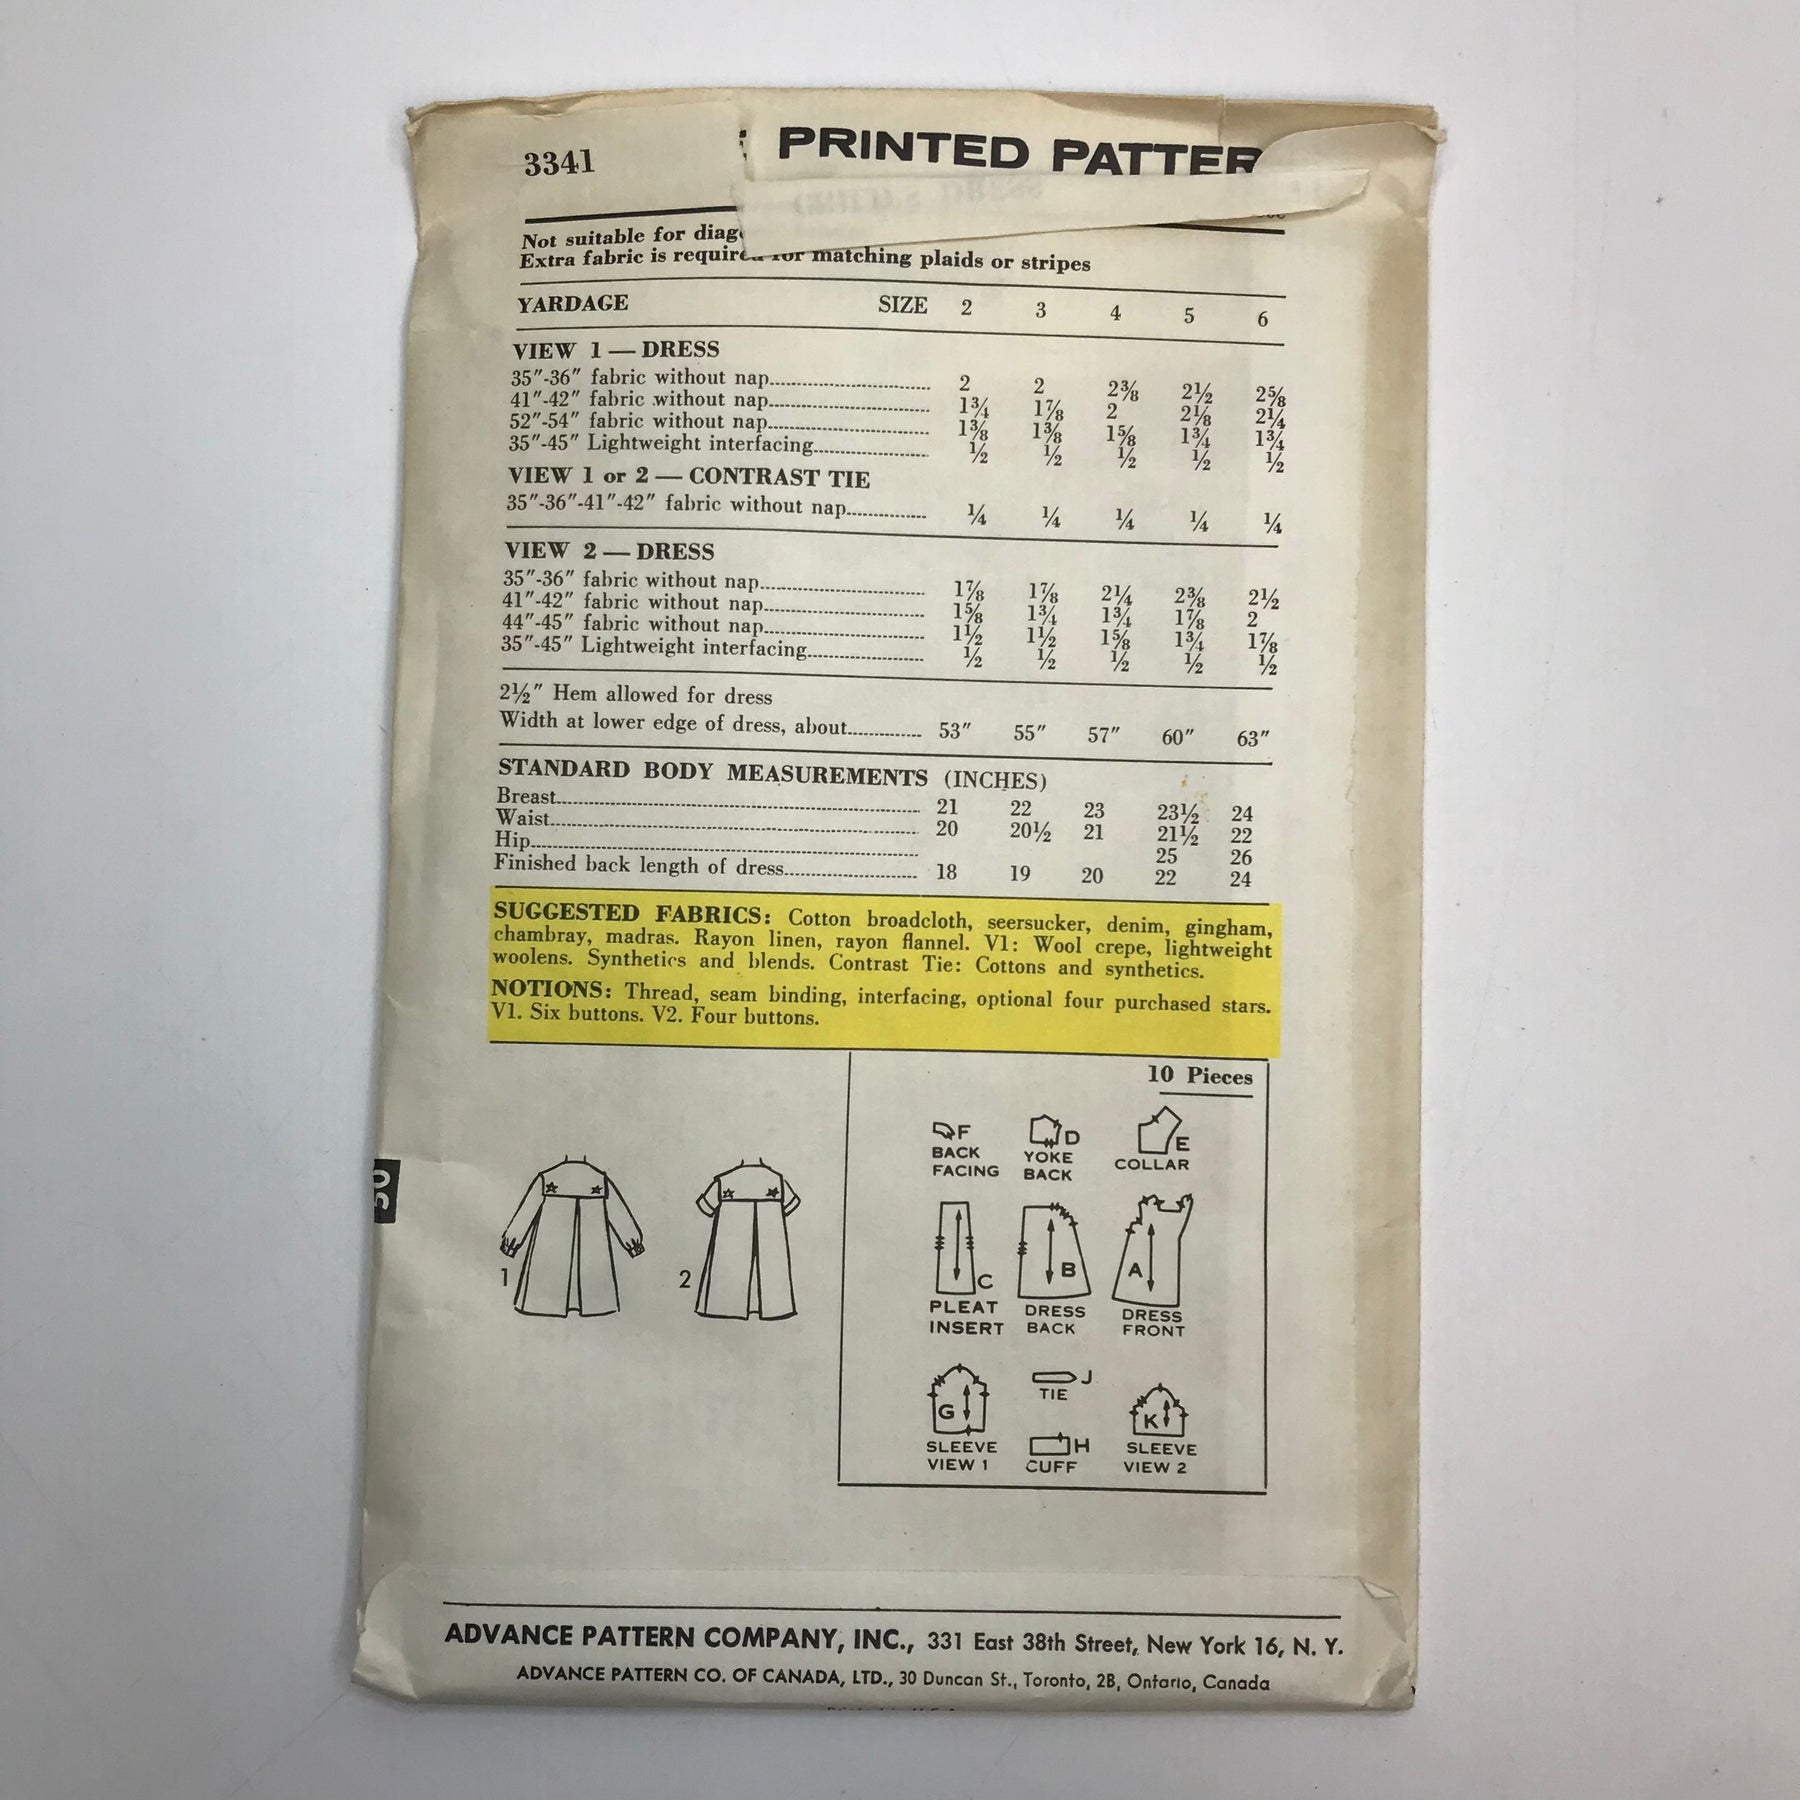 3341
PRINTED PATTER
Not suitable for
Extra fabric is required for matching plaids or stripes
YARDAGE SIZE 2 3 4 5 6
VIEW 1 — DRESS
35″-36″ fabric without nap 2 2 2⅜ 2½ 2⅝
41″-42″ fabric without nap 1¾ 1⅞ 2 2⅛ 2¼
52″-54″ fabric without nap 1⅜ 1⅜ 1⅝ 1¾ 1¾
35″-45″ Lightweight interfacing ½ ½ ½ ½ ½
VIEW 1 or 2 — CONTRAST TIE
35″-36″-41″-42″ fabric without nap ¼ ¼ ¼ ¼ ¼
VIEW 2 — DRESS
35″-36″ fabric without nap 1⅞ 1⅞ 2¼ 2⅜ 2½
41″-42″ fabric without nap 1⅝ 1¾ 1¾ 1⅞ 2
44″-45″ fabric without nap 1½ 1½ 1⅝ 1¾ 1⅞
35″-45″ Lightweight interfacing ½ ½ ½ ½ ½
2½″ Hem allowed for dress
Width at lower edge of dress, about 53″ 55″ 57″ 60″ 63″
STANDARD BODY MEASUREMENTS (INCHES)
Breast 21 22 23 23½ 24
Waist 20 20½ 21 21½ 22
Hip 25 26
Finished back length of dress 18 19 20 22 24
SUGGESTED FABRICS: Cotton broadcloth, seersucker, denim, gingham,
chambray, madras. Rayon linen, rayon flannel. V1: Wool crepe, lightweight
woolens. Synthetics and blends. Contrast Tie: Cottons and synthetics.
NOTIONS: Thread, seam binding, interfacing, optional four purchased stars.
V1. Six buttons. V2. Four buttons.
10 Pieces
F
BACK
FACING
D
YOKE
BACK
E
COLLAR
C
PLEAT
INSERT
B
DRESS
BACK
A
DRESS
FRONT
G
SLEEVE
VIEW 1
J
TIE
H
CUFF
K
SLEEVE
VIEW 2
1
2
50
ADVANCE PATTERN COMPANY, INC., 331 East 38th Street, New York 16, N. Y.
ADVANCE PATTERN CO. OF CANADA, LTD., 30 Duncan St., Toronto, 2B, Ontario, Canada